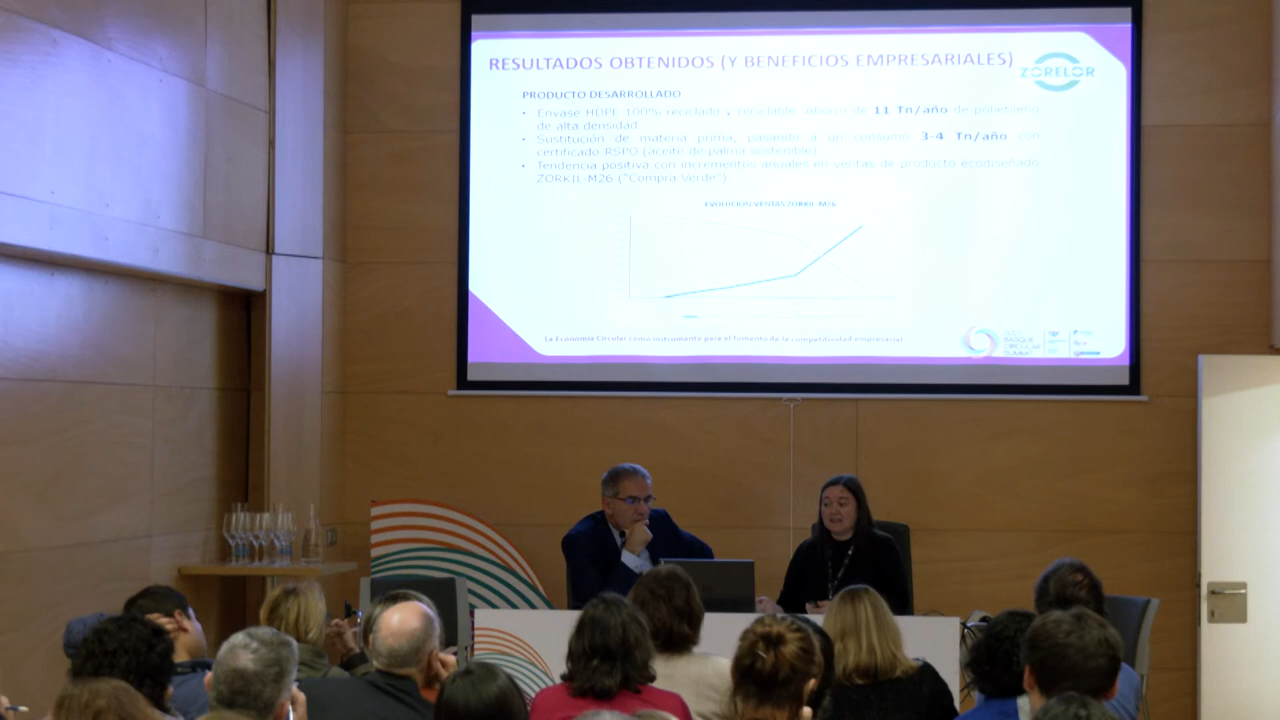 RESULTADOS OBTENIDOS (Y BENEFICIOS EMPRESARIALES)
ZORELOR
PRODUCTO DESARROLLADO
• Envase HDPE 100% reciclado y reciclable, ahorro de 11 Tn/año de polietileno
de alta densidad.
• Sustitución de materia prima, pasando a un consumo 3-4 Tn/año con
certificado RSPO (aceite de palma sostenible)
• Tendencia positiva con incrementos anuales en ventas de producto ecodiseñado
ZORKIL-M26 ("Compra Verde")
EVOLUCION VENTAS ZORKIL-M26
La Economía Circular como instrumento para el fomento de la competitividad empresarial
BASQUE
CIRCULAR
SUMMIT